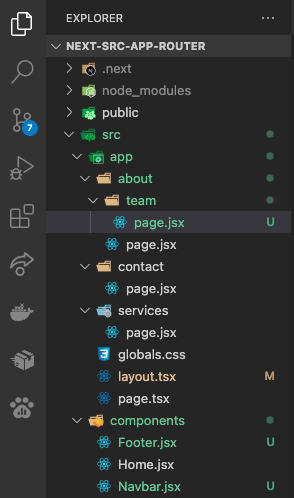 EXPLORER
NEXT-SRC-APP-ROUTER
.next
node_modules
public
7
src
app
about
team
page.jsx U
page.jsx
contact
page.jsx
services
page.jsx
globals.css
layout.tsx M
page.tsx
components
Footer.jsx U
Home.jsx
Navbar.jsx U